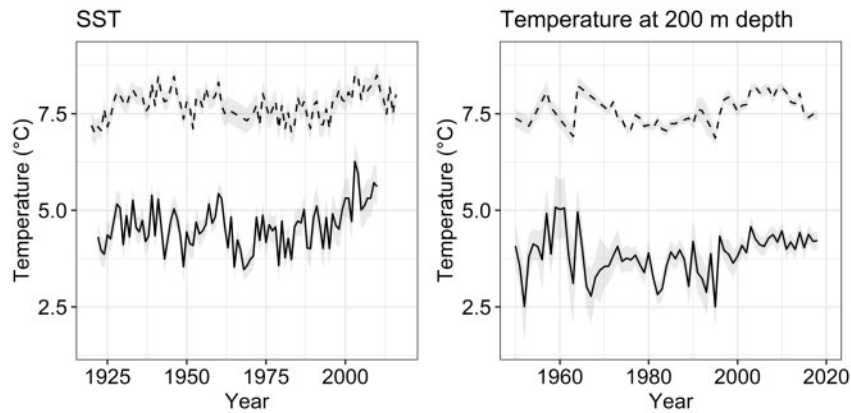 SST
Temperature (°C)
7.5
5.0
2.5
1925
1950
1975
2000
Year
Temperature at 200 m depth
Temperature (°C)
7.5
5.0
2.5
1960
1980
2000
2020
Year